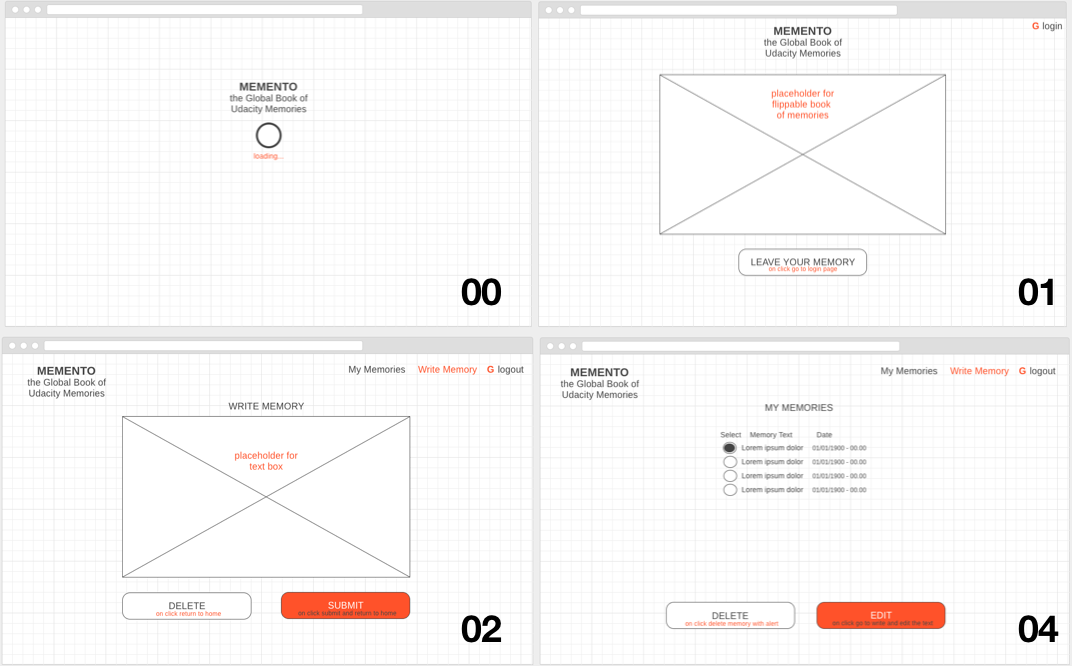 MEMENTO
the Global Book of
Udacity Memories
loading...
00
G login
MEMENTO
the Global Book of
Udacity Memories
placeholder for
flippable book
of memories
LEAVE YOUR MEMORY
on click go to login page
01
My Memories Write Memory G logout
MEMENTO
the Global Book of
Udacity Memories
WRITE MEMORY
placeholder for
text box
DELETE
on click return to home
SUBMIT
on click submit and return to home
02
My Memories Write Memory G logout
MEMENTO
the Global Book of
Udacity Memories
MY MEMORIES
Select Memory Text Date
Lorem ipsum dolor 01/01/1900 - 00.00
Lorem ipsum dolor 01/01/1900 - 00.00
Lorem ipsum dolor 01/01/1900 - 00.00
Lorem ipsum dolor 01/01/1900 - 00.00
DELETE
on click delete memory with alert
EDIT
on click go to write and edit the text
04